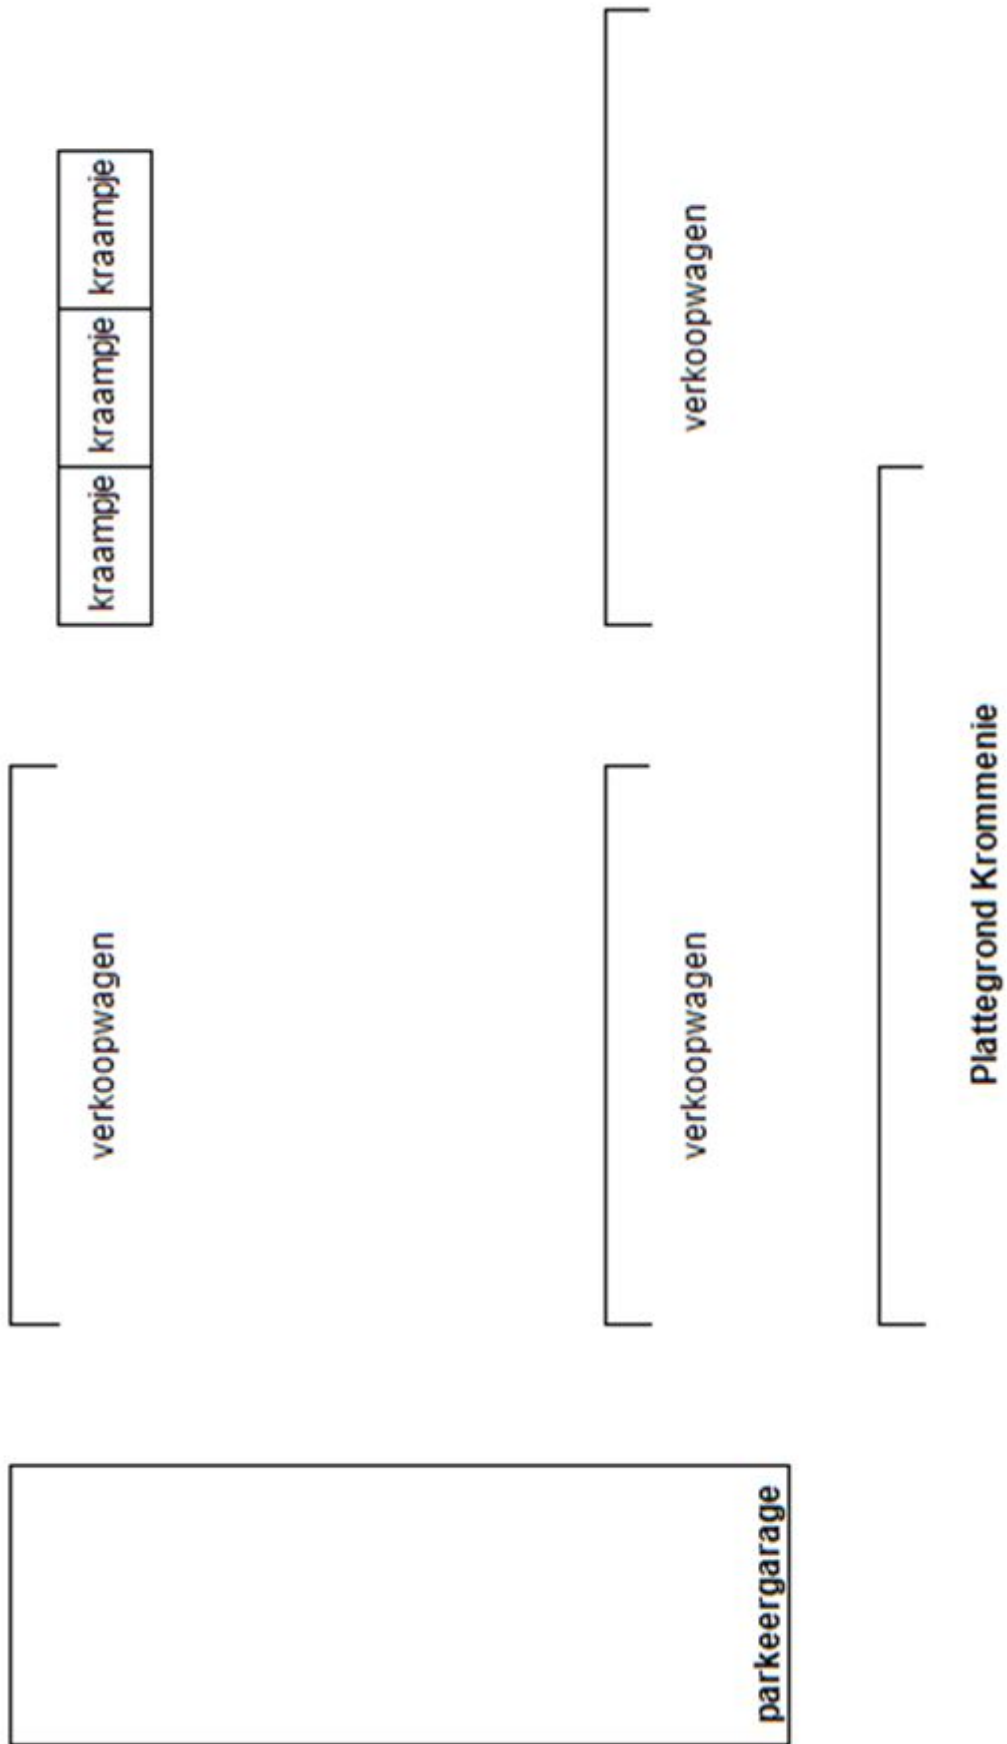 verkoopwagen
kraampje
kraampje
kraampje
verkoopwagen
verkoopwagen
parkeergarage
Plattegrond Krommenie